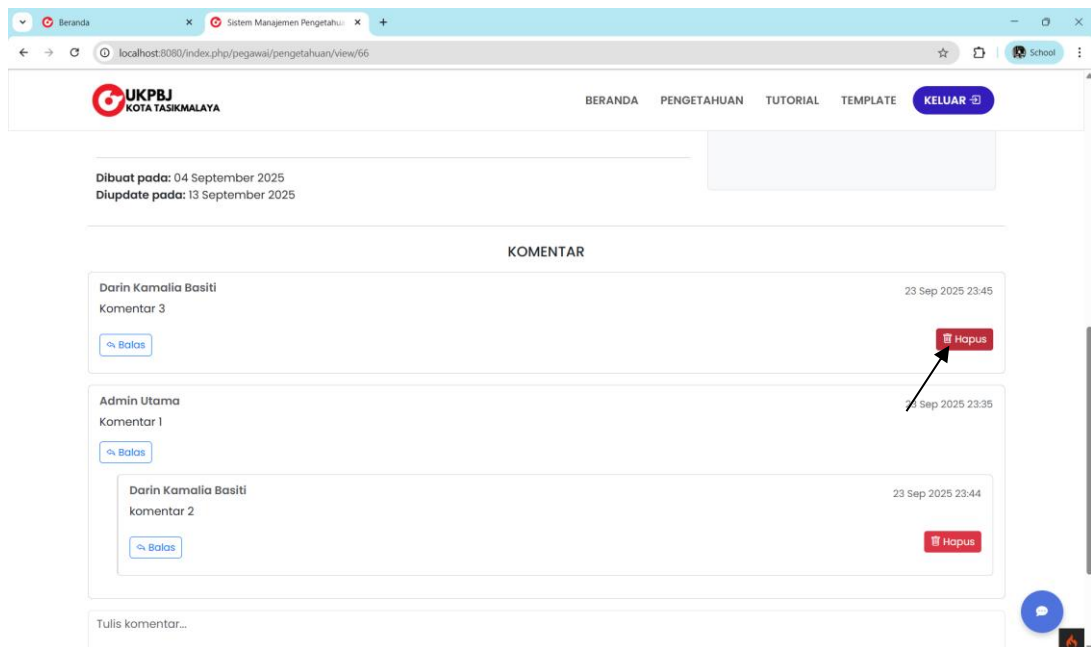 Beranda
Sistem Manajemen Pengetahua
localhost:8080/index.php/pegawai/pengetahuan/view/66
School
UKPBJ
KOTA TASIKMALAYA
BERANDA PENGETAHUAN TUTORIAL TEMPLATE KELUAR
Dibuat pada: 04 September 2025
Diupdate pada: 13 September 2025
KOMENTAR
Darin Kamalia Basiti 23 Sep 2025 23:45
Komentar 3
Balas Hapus
Admin Utama 23 Sep 2025 23:35
Komentar 1
Balas
Darin Kamalia Basiti 23 Sep 2025 23:44
komentar 2
Balas Hapus
Tulis komentar...